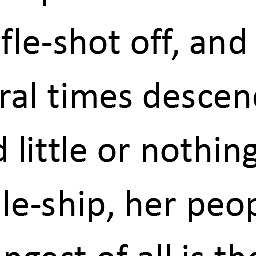 fle-shot off, and
ral times descen
d little or nothing
le-ship, her peop
ngest of all is the